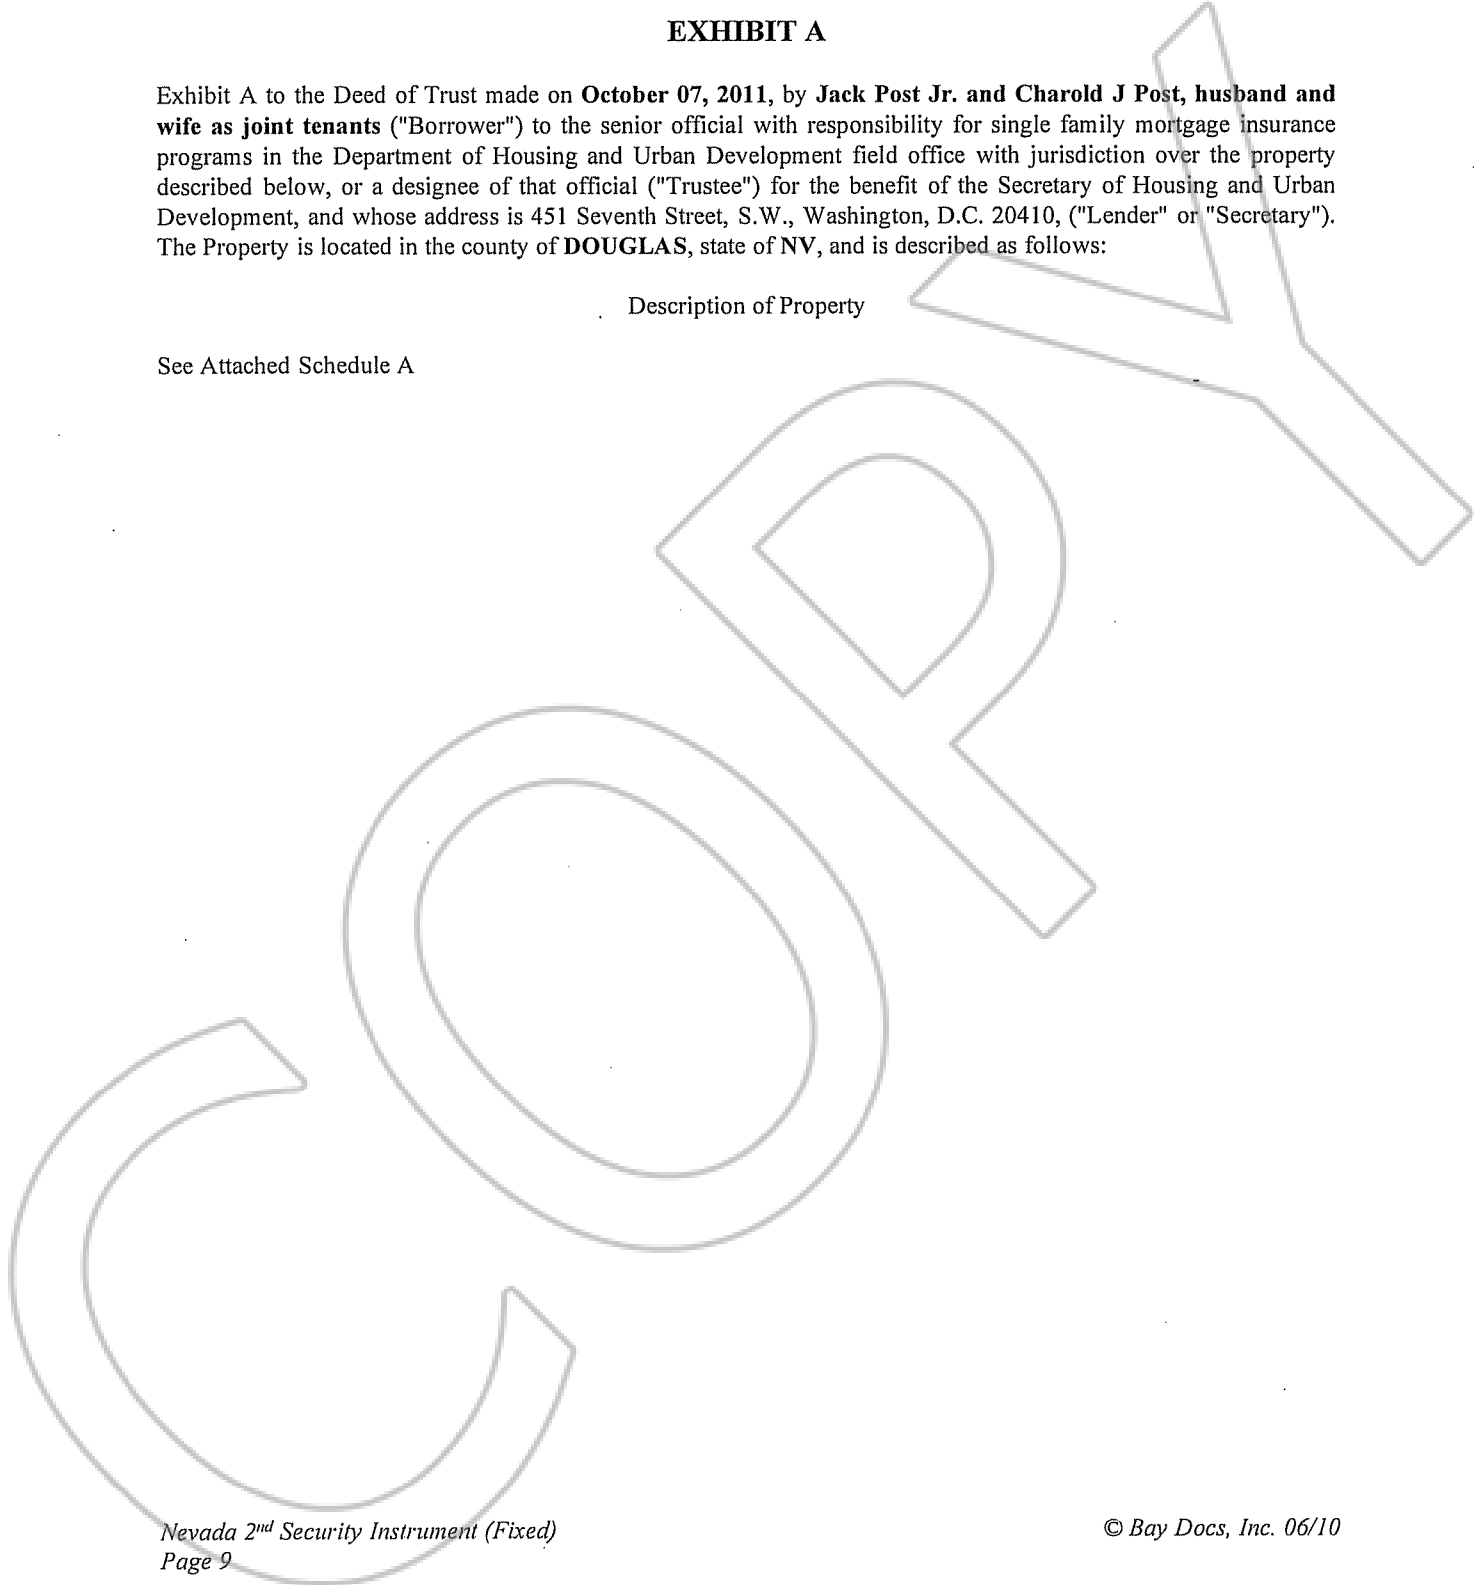 EXHIBIT A
Exhibit A to the Deed of Trust made on October 07, 2011, by Jack Post Jr. and Charold J Post, husband and
wife as joint tenants ("Borrower") to the senior official with responsibility for single family mortgage insurance
programs in the Department of Housing and Urban Development field office with jurisdiction over the property
described below, or a designee of that official ("Trustee") for the benefit of the Secretary of Housing and Urban
Development, and whose address is 451 Seventh Street, S.W., Washington, D.C. 20410, ("Lender" or "Secretary").
The Property is located in the county of DOUGLAS, state of NV, and is described as follows:
Description of Property
See Attached Schedule A
COPY
Nevada 2nd Security Instrument (Fixed)
© Bay Docs, Inc. 06/10
Page 9